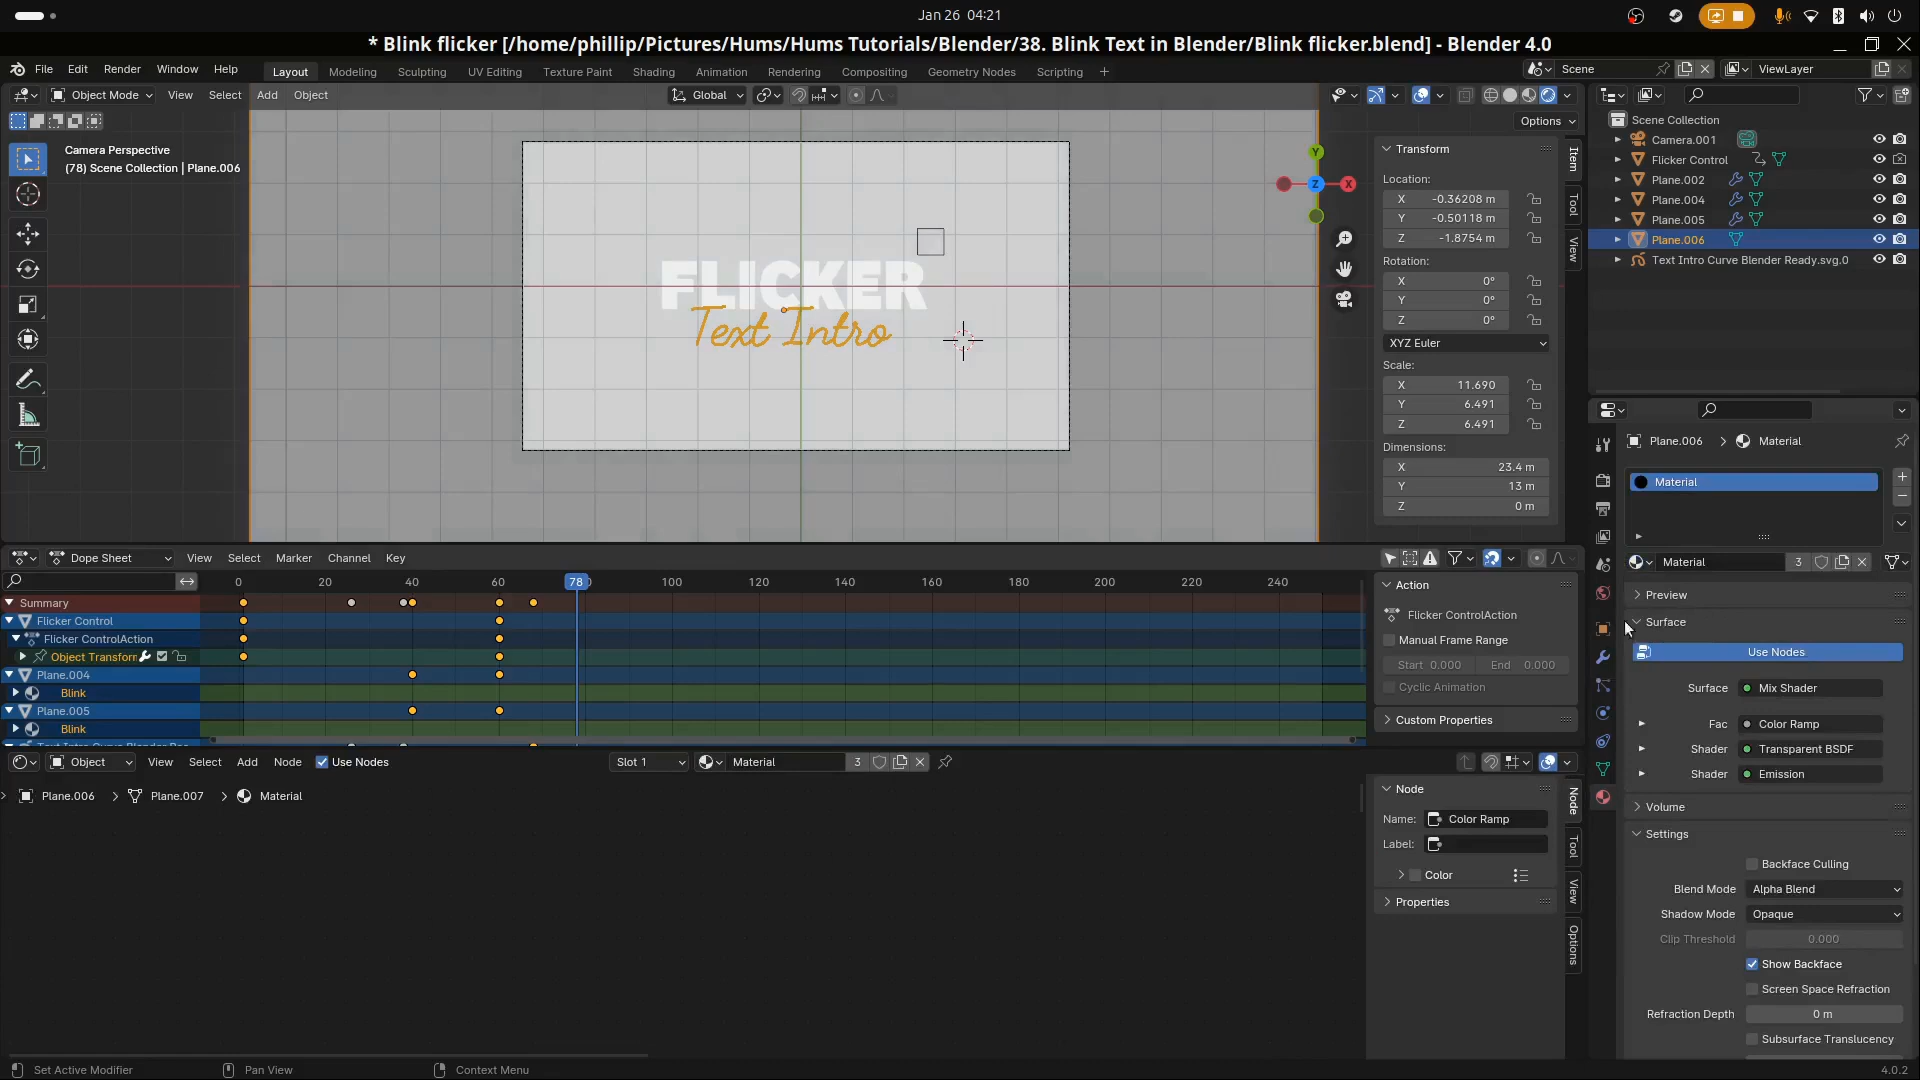 Jan 26 04:21
* Blink flicker [/home/phillip/Pictures/Hums/Hums Tutorials/Blender/38. Blink Text in Blender/Blink flicker.blend] - Blender 4.0
File Edit Render Window Help
Layout Modeling Sculpting UV Editing Texture Paint Shading Animation Rendering Compositing Geometry Nodes Scripting +
Scene ViewLayer
Object Mode View Select Add Object Global
Options
Camera Perspective
(78) Scene Collection | Plane.006
FLICKER
Text Intro
Y
X
Z
Transform
Location:
X -0.36208 m
Y -0.50118 m
Z -1.8754 m
Rotation:
X 0°
Y 0°
Z 0°
XYZ Euler
Scale:
X 11.690
Y 6.491
Z 6.491
Dimensions:
X 23.4 m
Y 13 m
Z 0 m
Item
Tool
View
Scene Collection
Camera.001
Flicker Control
Plane.002
Plane.004
Plane.005
Plane.006
Text Intro Curve Blender Ready.svg.0
Plane.006 > Material
Material
Material 3
Preview
Surface
Use Nodes
Surface Mix Shader
Fac Color Ramp
Shader Transparent BSDF
Shader Emission
Volume
Settings
Backface Culling
Blend Mode Alpha Blend
Shadow Mode Opaque
Clip Threshold 0.000
Show Backface
Screen Space Refraction
Refraction Depth 0 m
Subsurface Translucency
Dope Sheet View Select Marker Channel Key
0 20 40 60 78 100 120 140 160 180 200 220 240
Summary
Flicker Control
Flicker ControlAction
Object Transforn
Plane.004
Blink
Plane.005
Blink
Action
Flicker ControlAction
Manual Frame Range
Start 0.000 End 0.000
Cyclic Animation
Custom Properties
Object View Select Add Node Use Nodes Slot 1 Material 3
Plane.006 > Plane.007 > Material
Node
Name: Color Ramp
Label:
Color
Properties
Node
Tool
View
Options
Set Active Modifier Pan View Context Menu 4.0.2